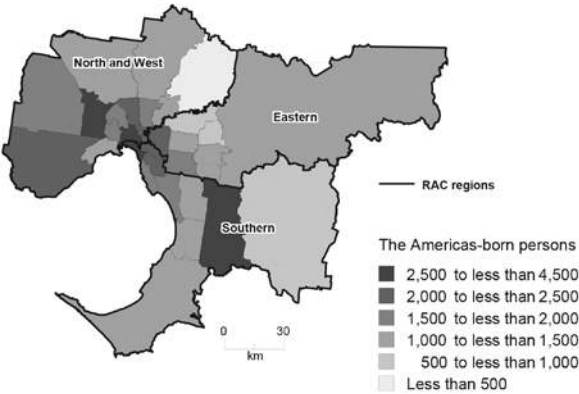 North and West
Eastern
RAC regions
Southern
The Americas-born persons
2,500 to less than 4,500
2,000 to less than 2,500
1,500 to less than 2,000
1,000 to less than 1,500
500 to less than 1,000
Less than 500
0 30
km